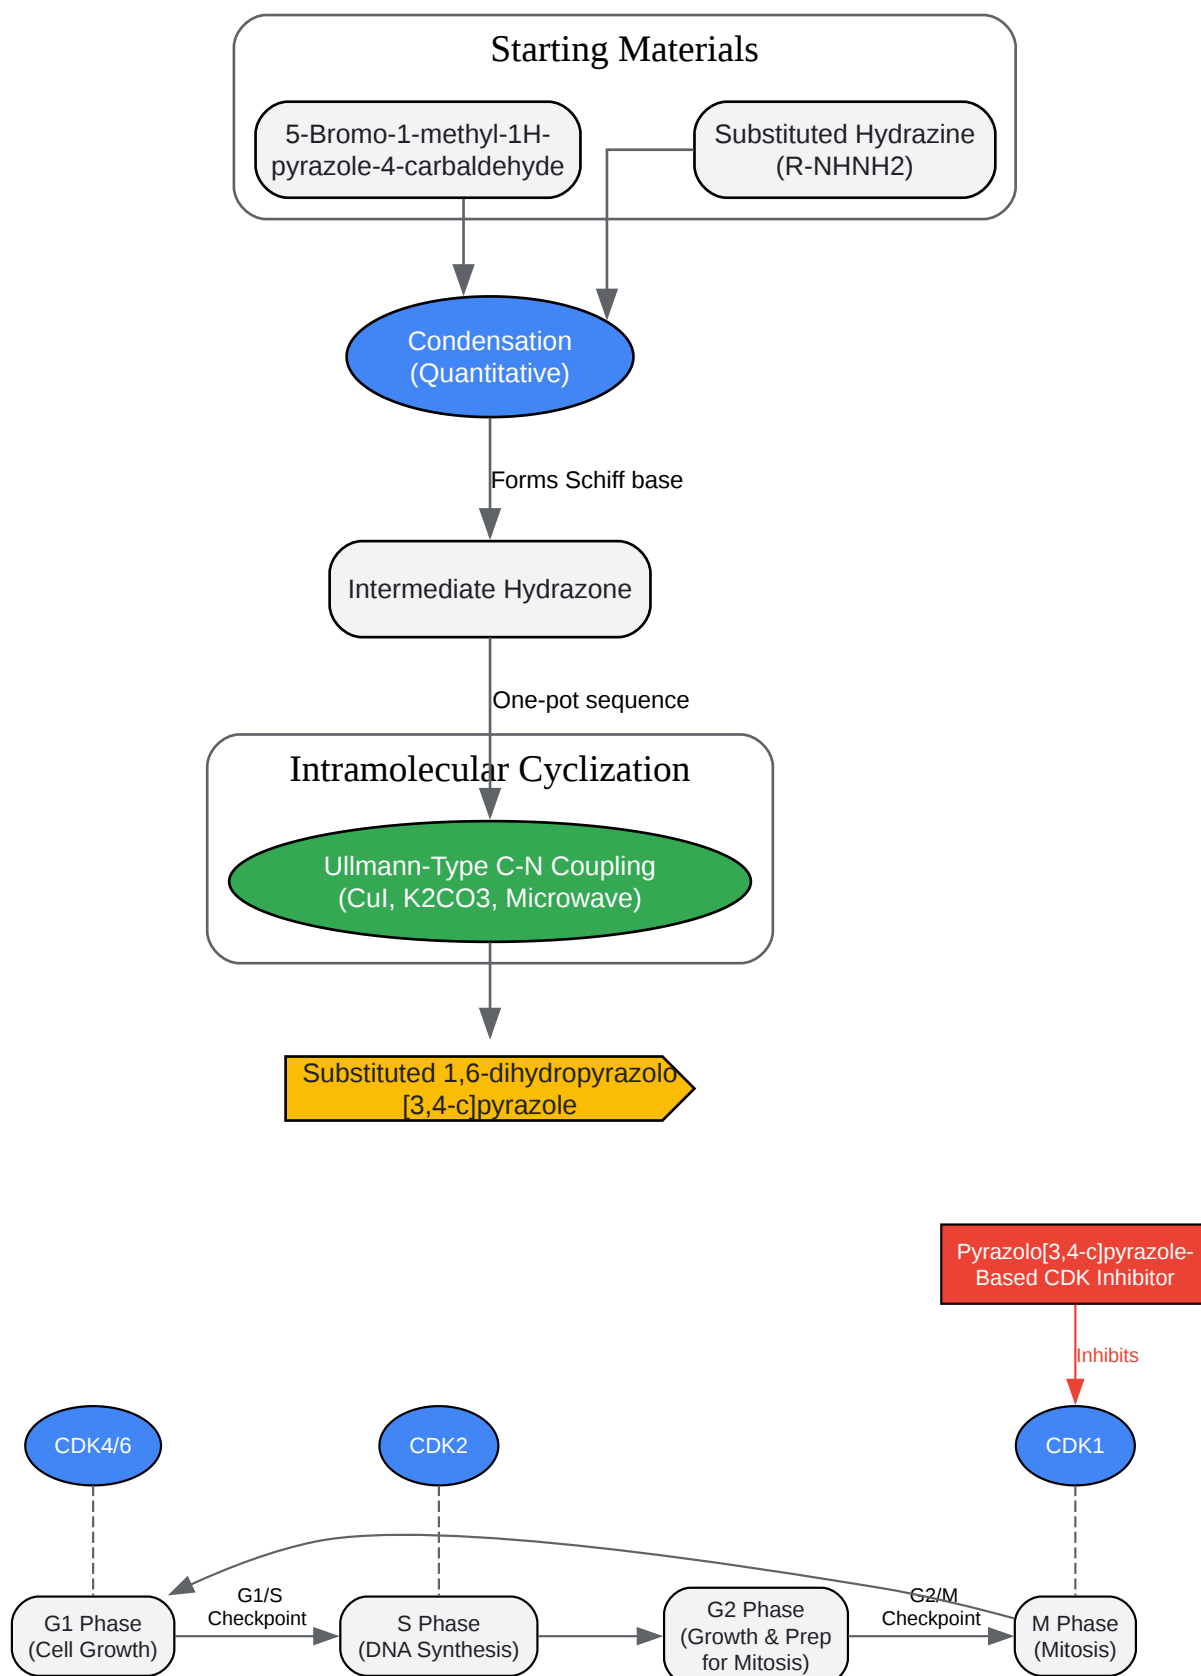 Starting Materials
5-Bromo-1-methyl-1H-
pyrazole-4-carbaldehyde
Substituted Hydrazine
(R-NHNH2)
Condensation
(Quantitative)
Forms Schiff base
Intermediate Hydrazone
One-pot sequence
Intramolecular Cyclization
Ullmann-Type C-N Coupling
(CuI, K2CO3, Microwave)
Substituted 1,6-dihydropyrazolo
[3,4-c]pyrazole
Pyrazolo[3,4-c]pyrazole-
Based CDK Inhibitor
Inhibits
CDK4/6
CDK2
CDK1
G1 Phase
(Cell Growth)
G1/S
Checkpoint
S Phase
(DNA Synthesis)
G2 Phase
(Growth & Prep
for Mitosis)
G2/M
Checkpoint
M Phase
(Mitosis)